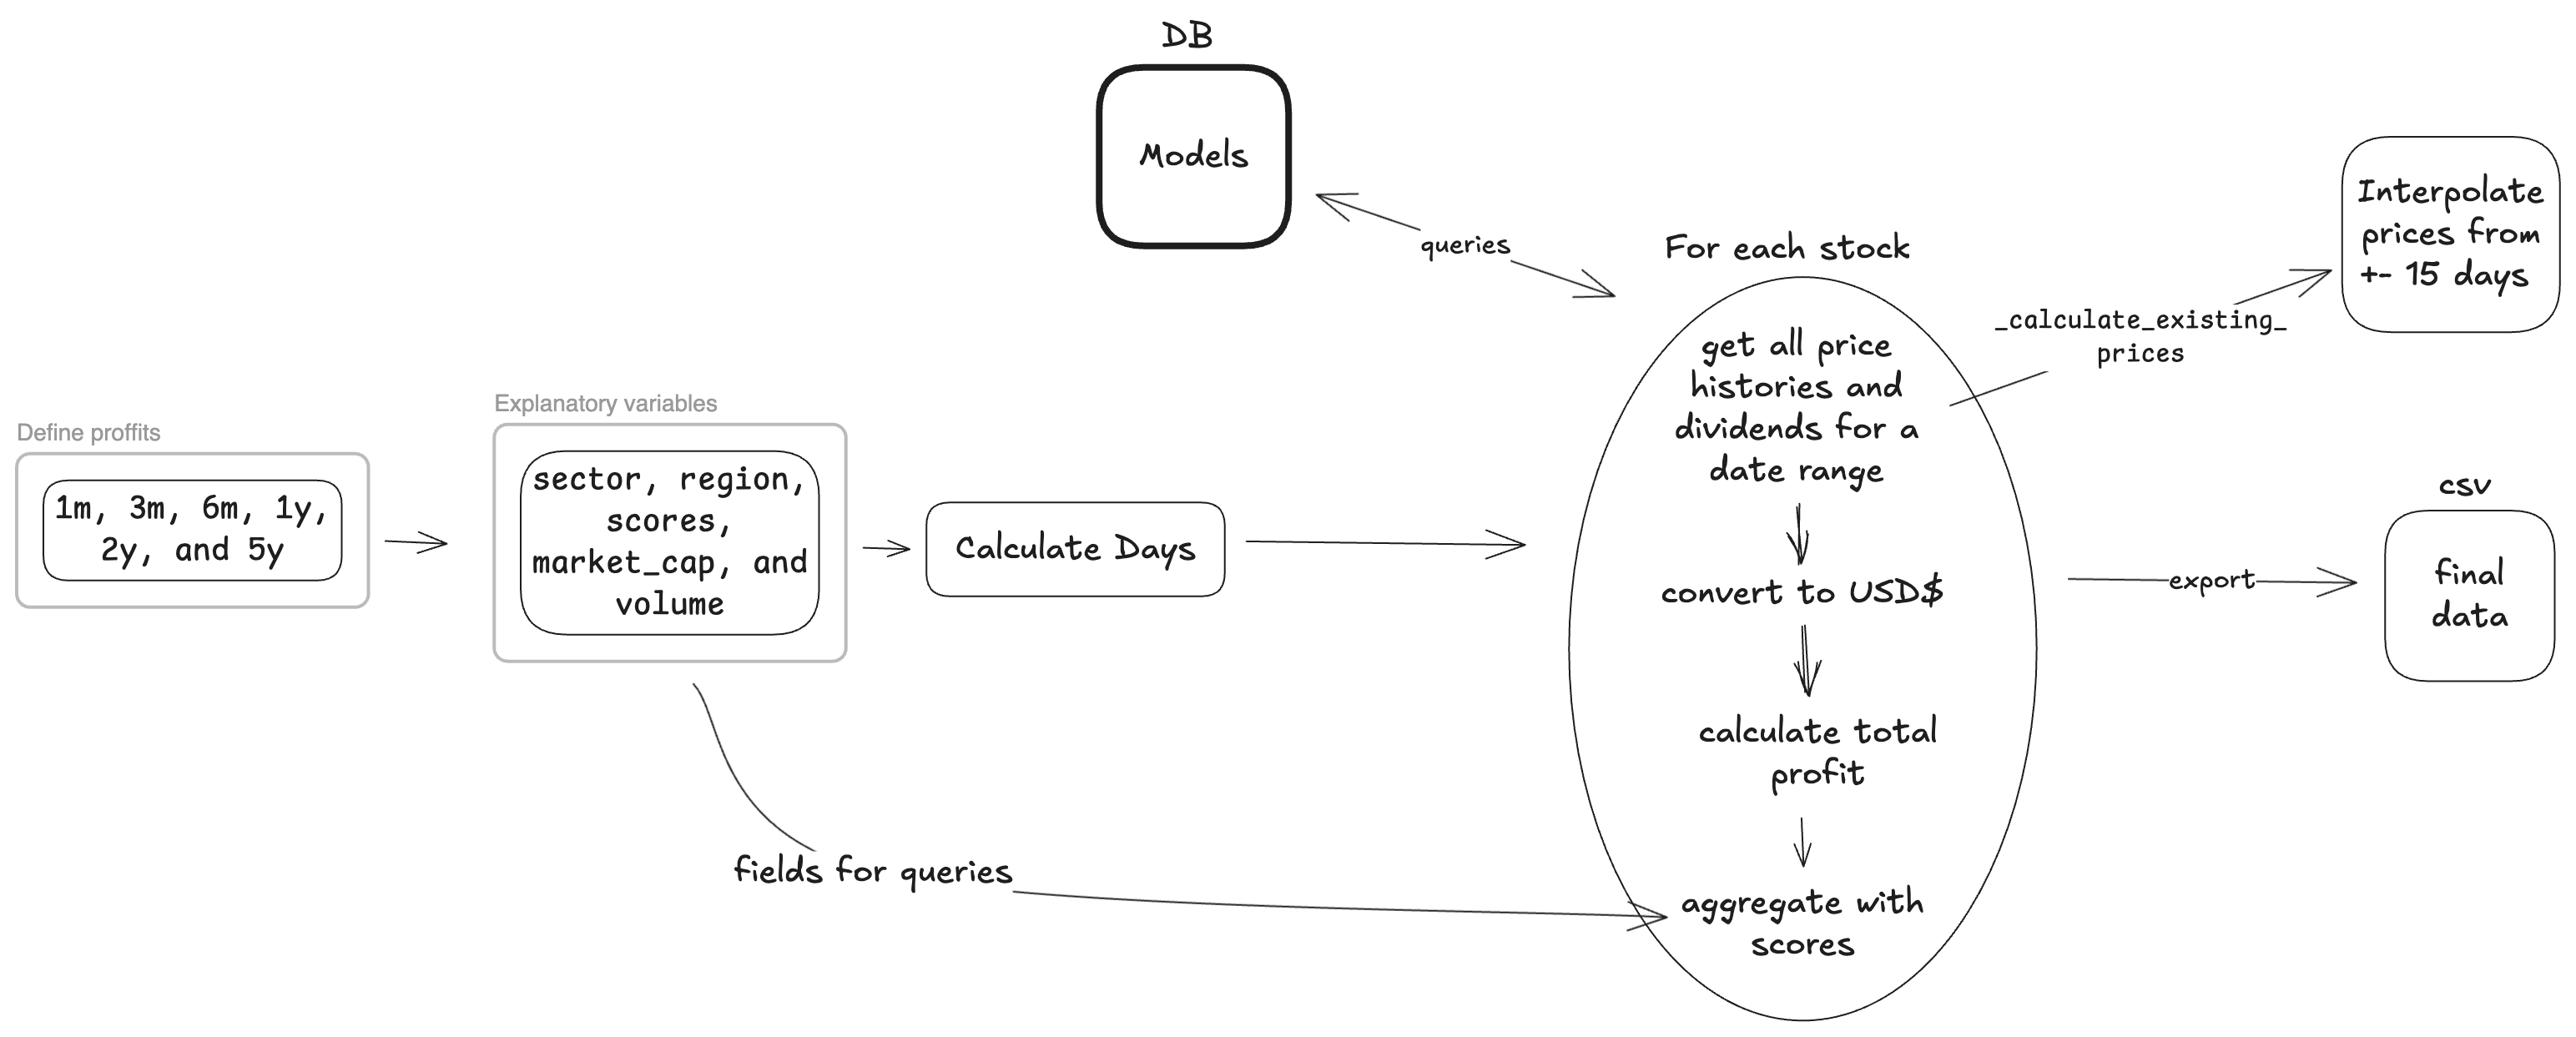 DB
Models
queries
For each stock
Interpolate
prices from
+- 15 days
_calculate_existing_
prices
get all price
histories and
dividends for a
date range
Define proffits
1m, 3m, 6m, 1y,
2y, and 5y
Explanatory variables
sector, region,
scores,
market_cap, and
volume
Calculate Days
convert to USD$
calculate total
profit
aggregate with
scores
fields for queries
export
csv
final
data